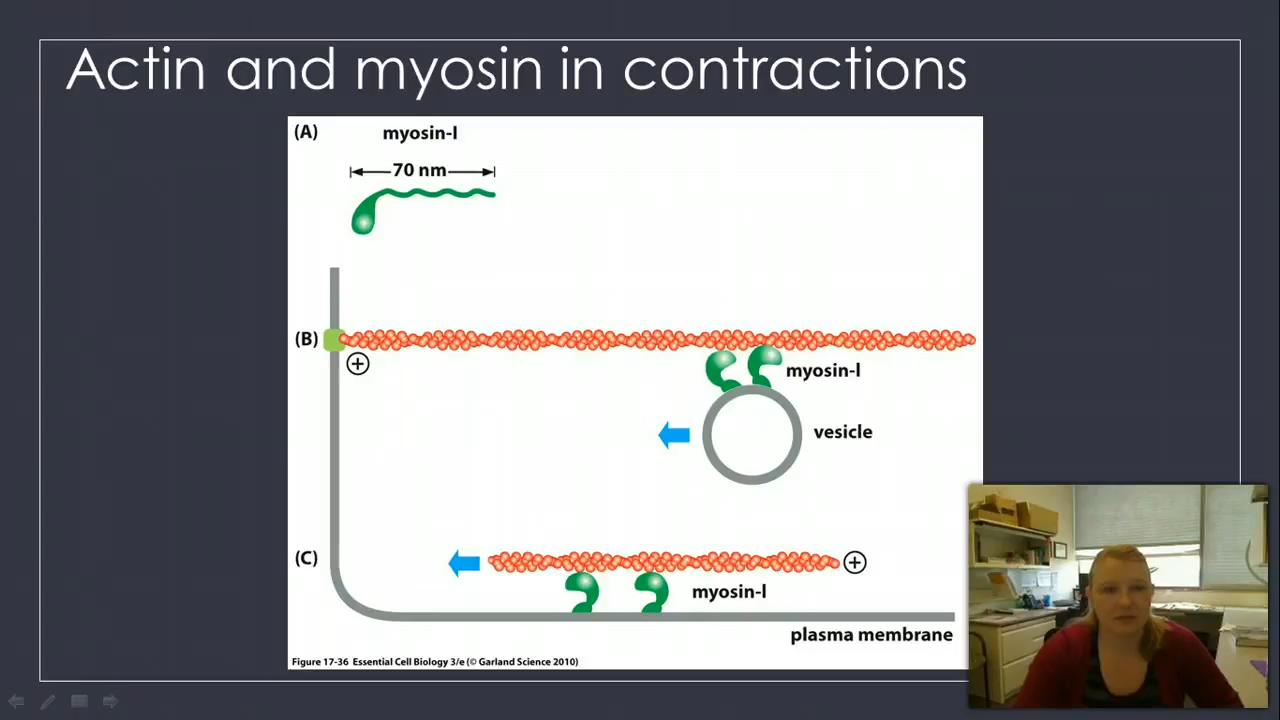 Actin and myosin in contractions
(A) myosin-I
70 nm
(B)
+
myosin-I
vesicle
(C)
+
myosin-I
plasma membrane
Figure 17-36 Essential Cell Biology 3/e (© Garland Science 2010)